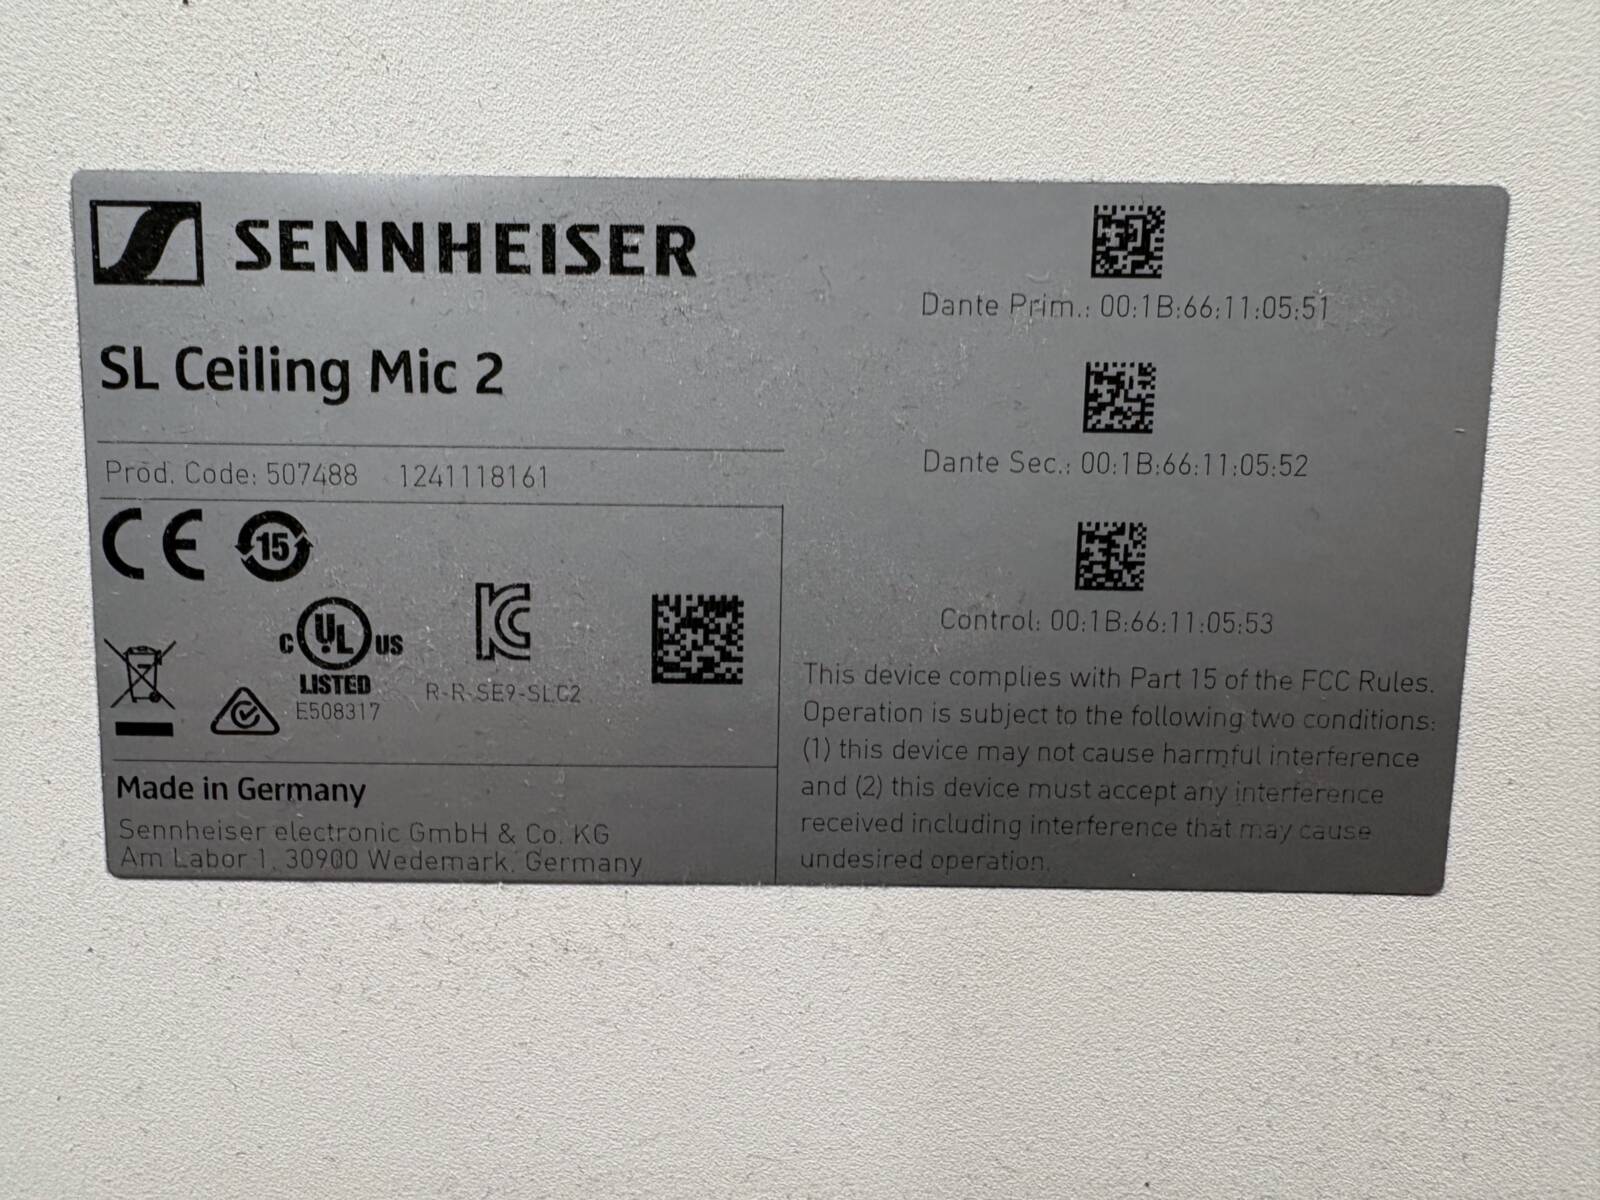 SENNHEISER
SL Ceiling Mic 2
Prod. Code: 507488 1241118161
CE 15
C UL US
LISTED
E508317
KC
R-R-SE9-SLC2
Made in Germany
Sennheiser electronic GmbH & Co. KG
Am Labor 1, 30900 Wedemark, Germany
Dante Prim.: 00:1B:66:11:05:51
Dante Sec.: 00:1B:66:11:05:52
Control: 00:1B:66:11:05:53
This device complies with Part 15 of the FCC Rules.
Operation is subject to the following two conditions:
(1) this device may not cause harmful interference
and (2) this device must accept any interference
received including interference that may cause
undesired operation.